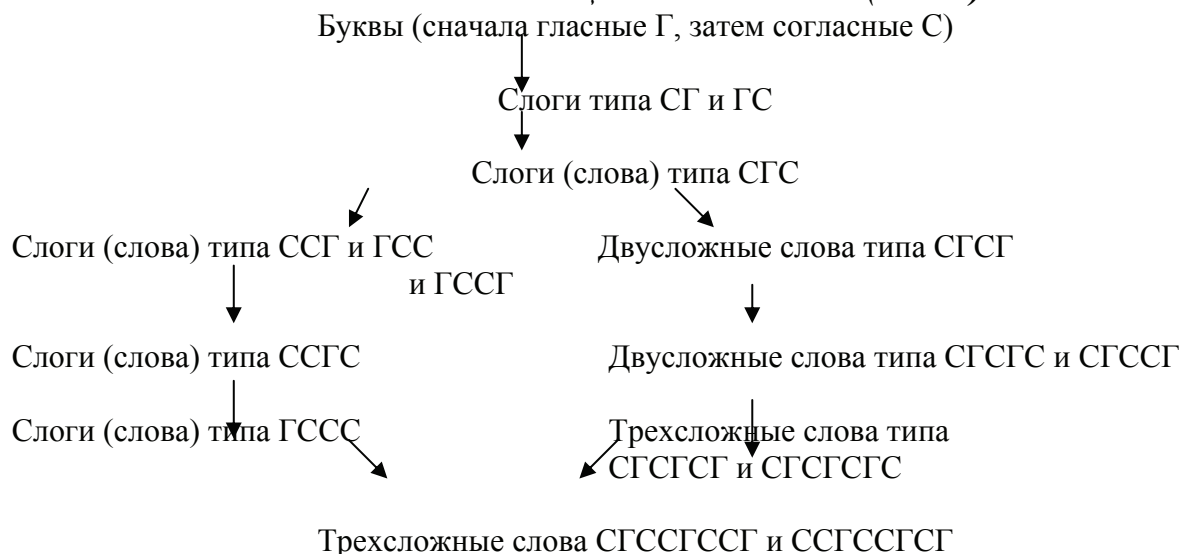 Буквы (сначала гласные Г, затем согласные С)
Слоги типа СГ и ГС
Слоги (слова) типа СГС
Слоги (слова) типа ССГ и ГСС
и ГССГ
Двусложные слова типа СГСГ
Слоги (слова) типа ССГС
Двусложные слова типа СГСГС и СГССГ
Слоги (слова) типа ГССС
Трехсложные слова типа
СГСГСГ и СГСГСГС
Трехсложные слова СГССГССГ и ССГССГСГ